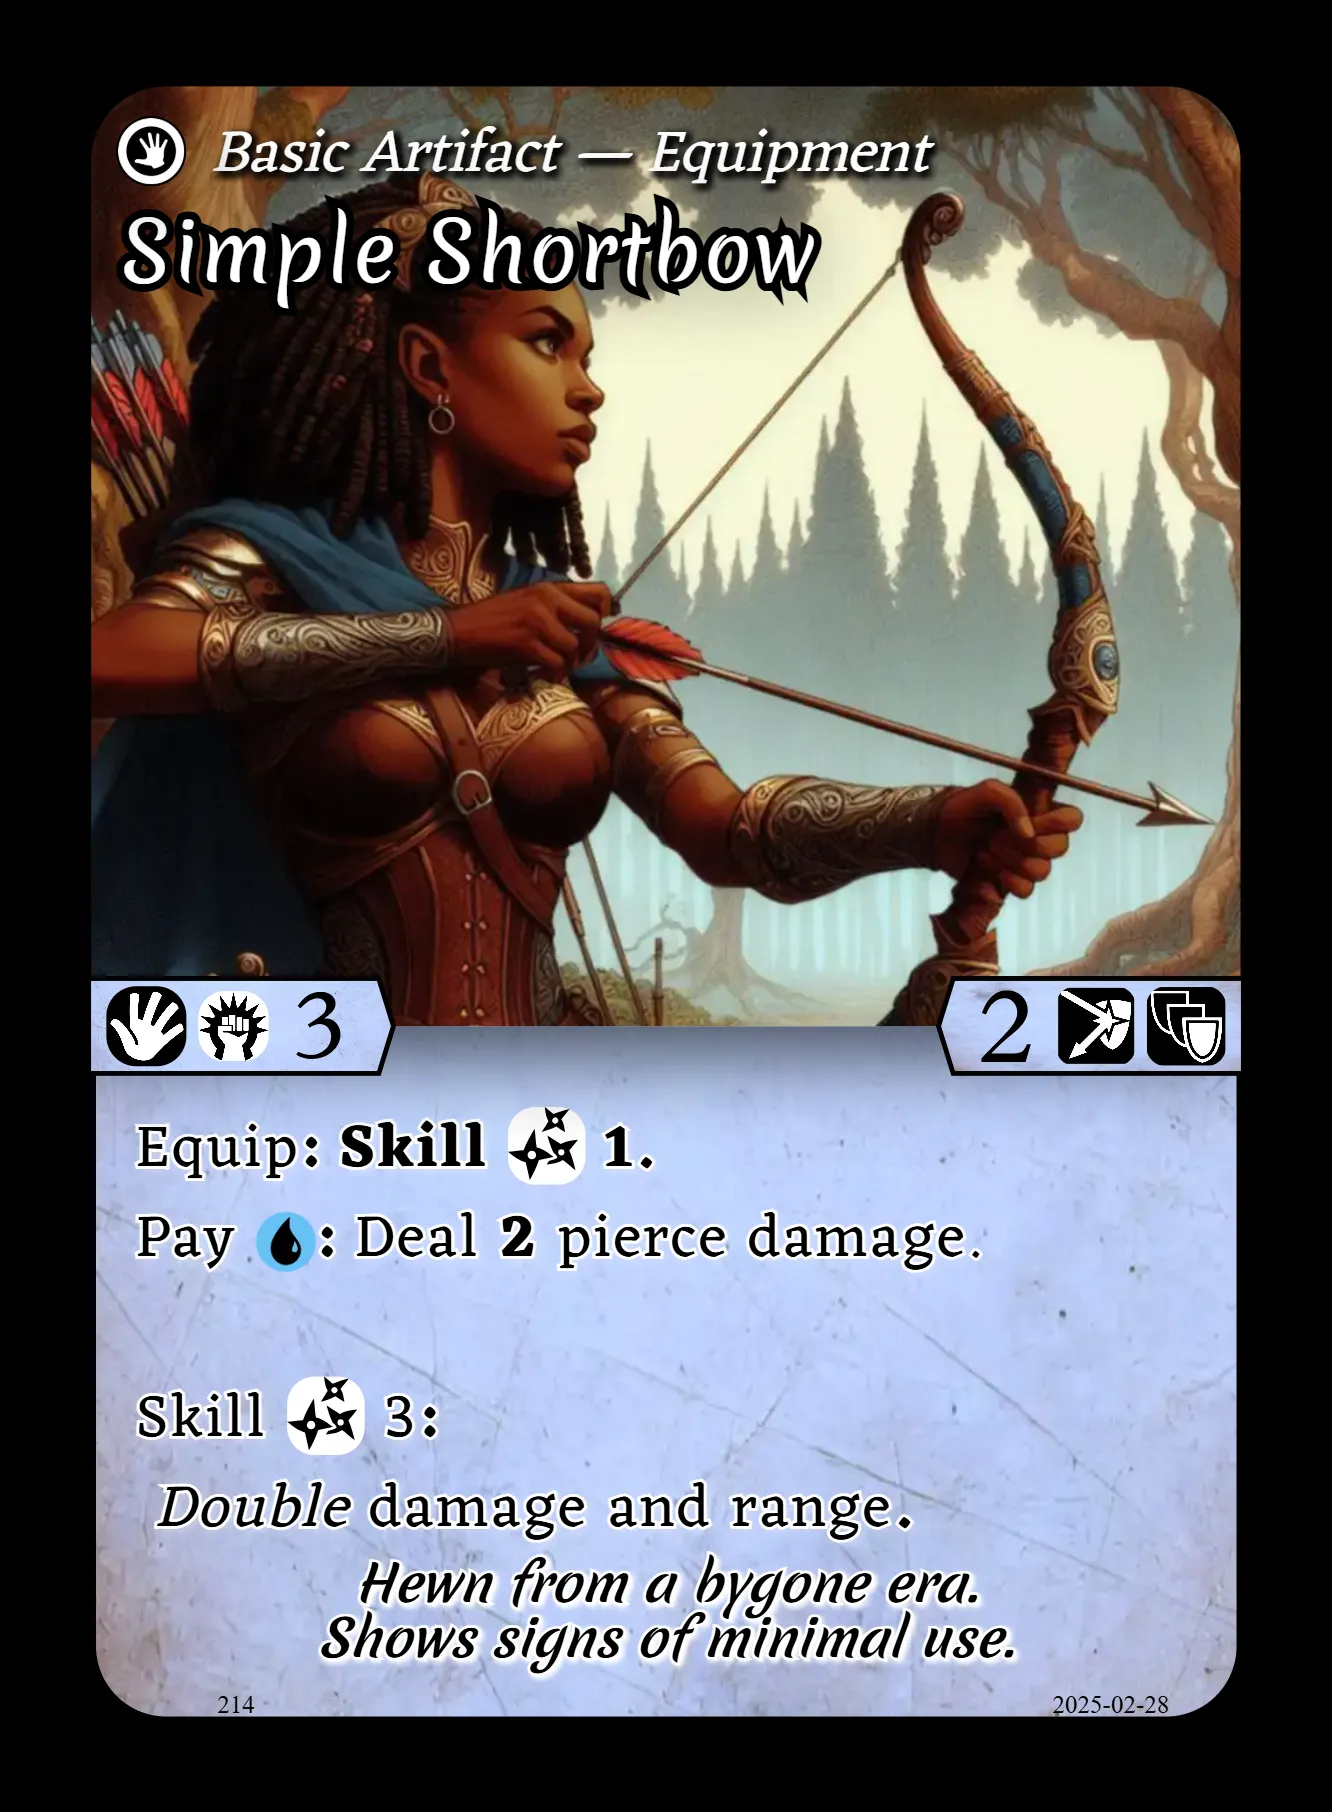 Basic Artifact — Equipment
Simple Shortbow
3
2
Equip: Skill 1.
Pay : Deal 2 pierce damage.
Skill 3:
Double damage and range.
Hewn from a bygone era.
Shows signs of minimal use.
214
2025-02-28